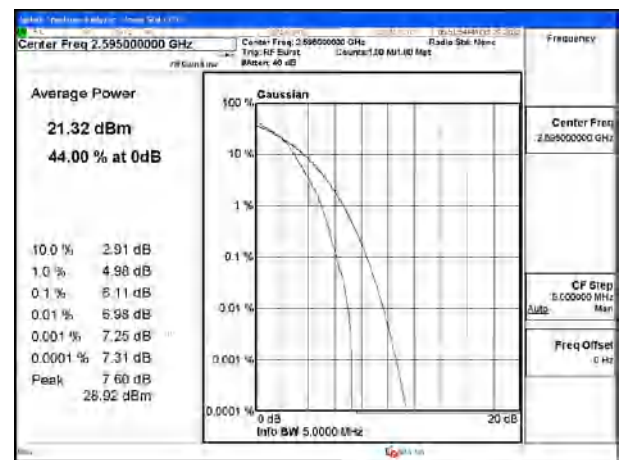 Center Freq 2.595000000 GHz
Center Freq: 2.595000000 GHz
Radio Std: None
Trig: RF Burst
Counts:1.00 M/1.00 Mpt
#Atten: 40 dB
Frequency
Average Power
21.32 dBm
44.00 % at 0dB
10.0 % 2.91 dB
1.0 % 4.98 dB
0.1 % 6.11 dB
0.01 % 6.98 dB
0.001 % 7.25 dB
0.0001 % 7.31 dB
Peak 7.60 dB
28.92 dBm
Gaussian
100 %
10 %
1 %
0.1 %
0.01 %
0.001 %
0.0001 %
0 dB
20 dB
Info BW 5.0000 MHz
Center Freq
2.595000000 GHz
CF Step
5.000000 MHz
Auto Man
Freq Offset
0 Hz